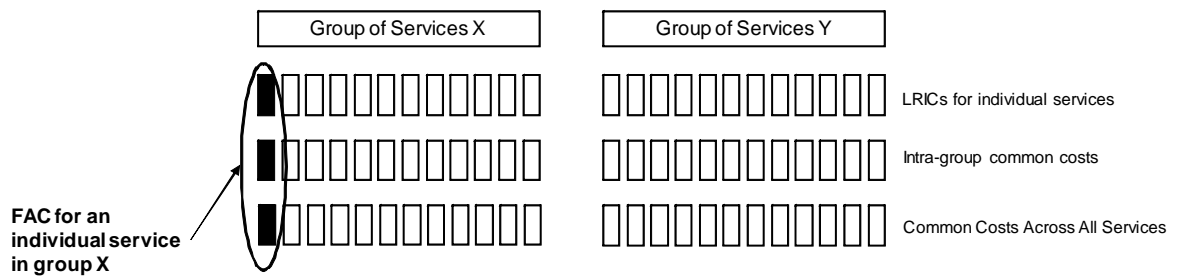 Group of Services X
Group of Services Y
LRICs for individual services
Intra-group common costs
Common Costs Across All Services
FAC for an
individual service
in group X